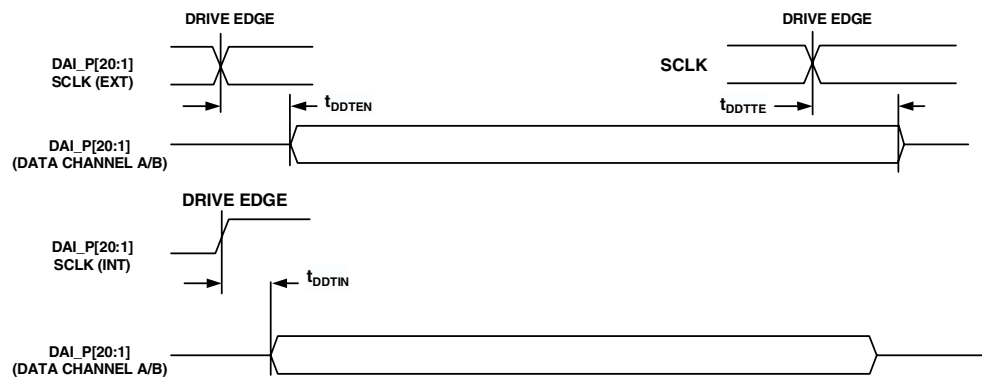 DRIVE EDGE
DRIVE EDGE
DAI_P[20:1]
SCLK (EXT)
SCLK
tDDTEN
tDDTTE
DAI_P[20:1]
(DATA CHANNEL A/B)
DRIVE EDGE
DAI_P[20:1]
SCLK (INT)
tDDTIN
DAI_P[20:1]
(DATA CHANNEL A/B)